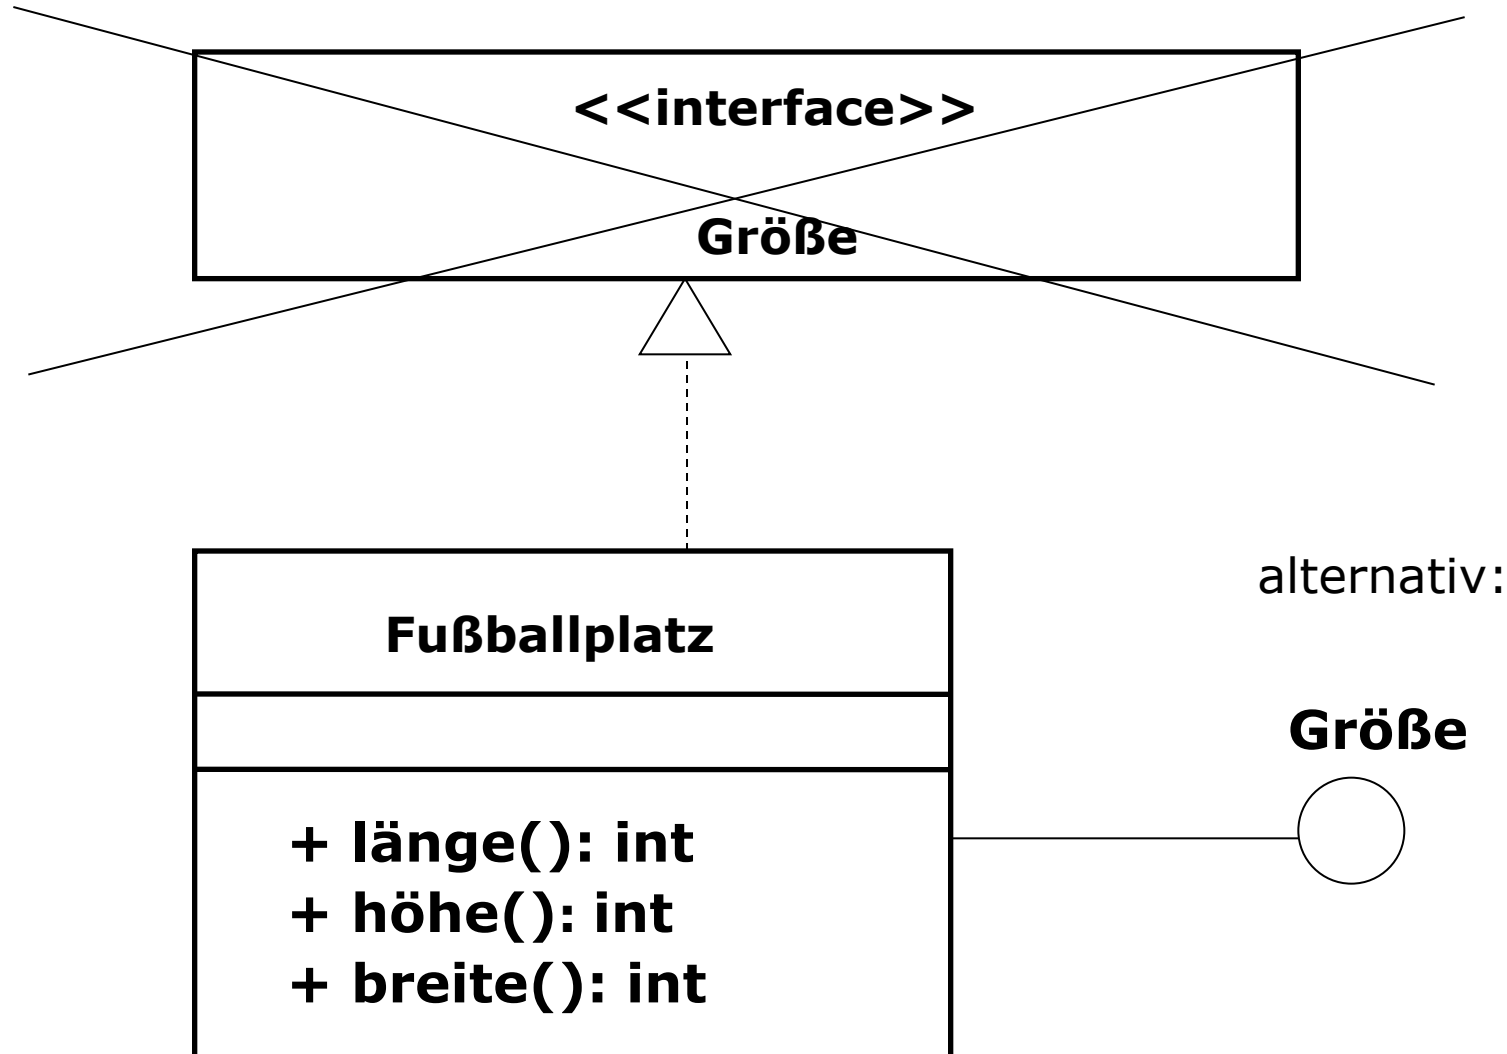 <<interface>>
Größe
alternativ:
Fußballplatz
Größe
+ länge(): int
+ höhe(): int
+ breite(): int